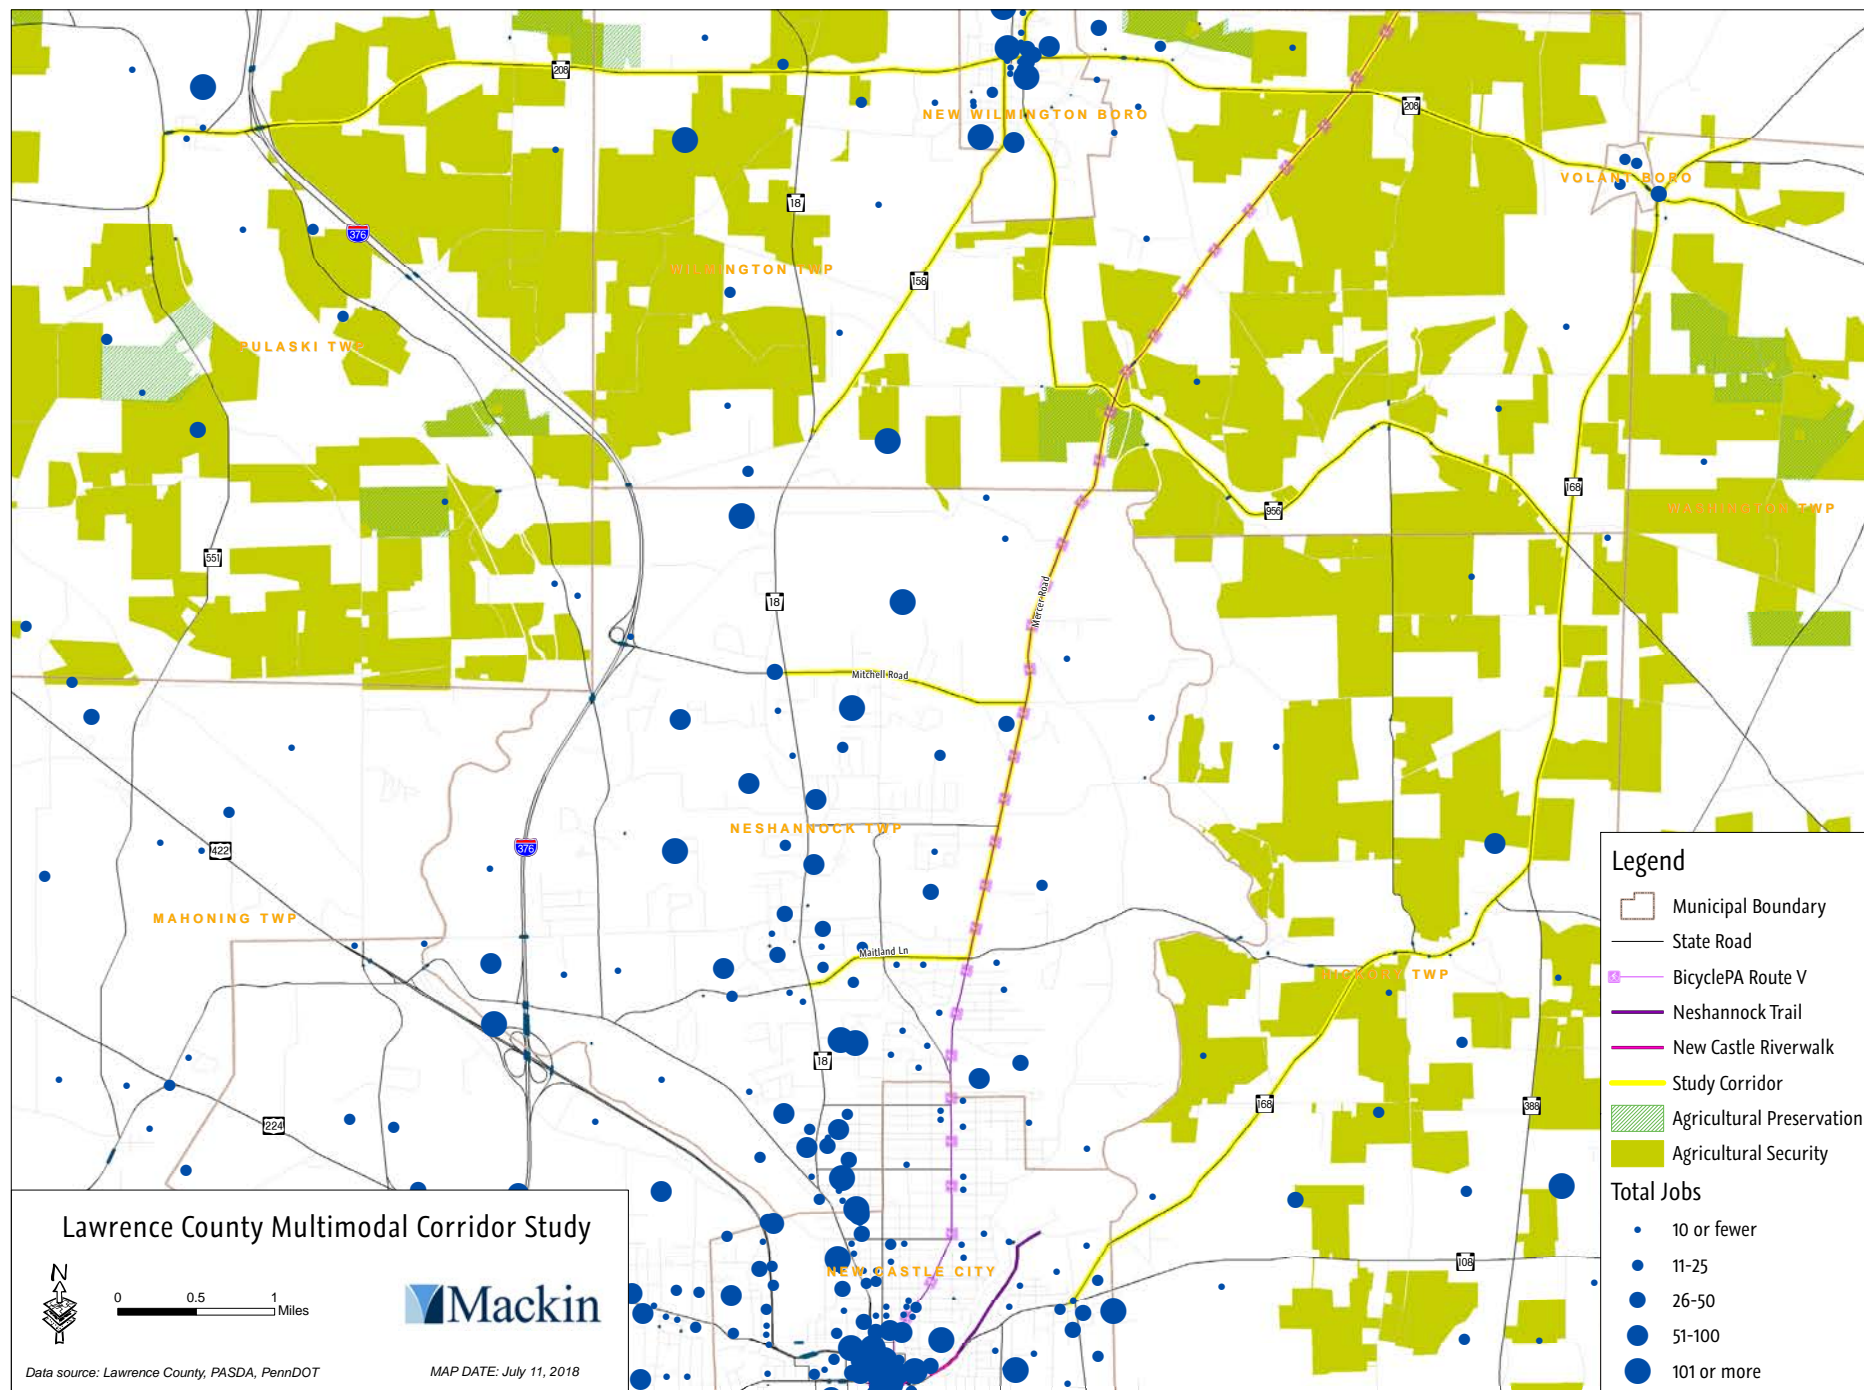 208
NEW WILMINGTON BORO
208
VOLANT BORO
18
376
WILMINGTON TWP
158
PULASKI TWP
168
956
WASHINGTON TWP
551
18
Mercer Road
Mitchell Road
NESHANNOCK TWP
422
376
MAHONING TWP
Maitland Ln
HICKORY TWP
18
224
168
388
108
NEW CASTLE CITY
Legend
Municipal Boundary
State Road
BicyclePA Route V
Neshannock Trail
New Castle Riverwalk
Study Corridor
Agricultural Preservation
Agricultural Security
Total Jobs
10 or fewer
11-25
26-50
51-100
101 or more
Lawrence County Multimodal Corridor Study
N
0 0.5 1
Miles
Mackin
Data source: Lawrence County, PASDA, PennDOT
MAP DATE: July 11, 2018